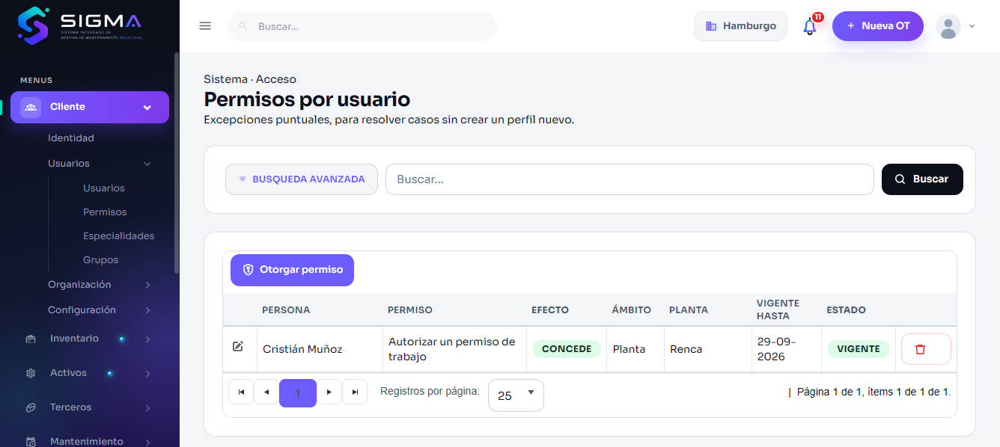 SIGMA
SISTEMA INTEGRADO DE
GESTION DE MANTENIMIENTO INDUSTRIAL
Buscar...
Hamburgo
11
+ Nueva OT
MENUS
Cliente
Identidad
Usuarios
Usuarios
Permisos
Especialidades
Grupos
Organización
Configuración
Inventario
Activos
Terceros
Mantenimiento
Sistema · Acceso
Permisos por usuario
Excepciones puntuales, para resolver casos sin crear un perfil nuevo.
BUSQUEDA AVANZADA
Buscar...
Buscar
Otorgar permiso
PERSONA PERMISO EFECTO ÁMBITO PLANTA VIGENTE HASTA ESTADO
Cristián Muñoz Autorizar un permiso de trabajo CONCEDE Planta Renca 29-09-2026 VIGENTE
1 Registros por página: 25 | Página 1 de 1, ítems 1 de 1 de 1.